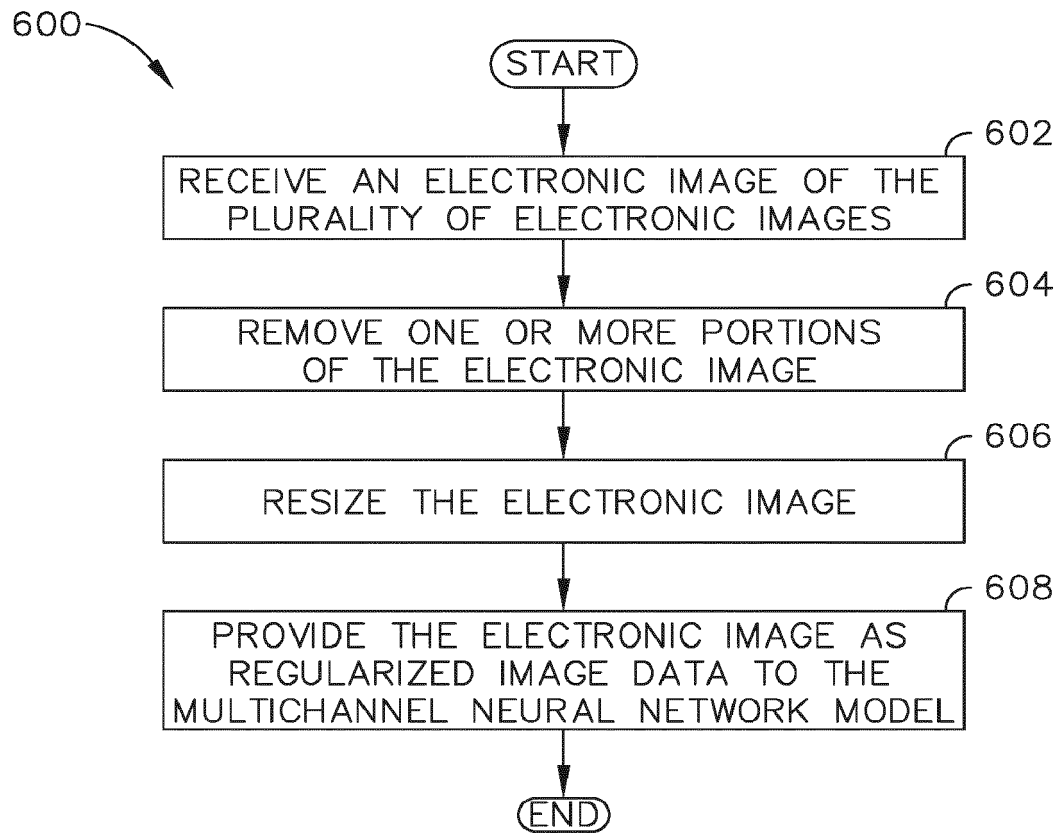 600
START
602
RECEIVE AN ELECTRONIC IMAGE OF THE
PLURALITY OF ELECTRONIC IMAGES
604
REMOVE ONE OR MORE PORTIONS
OF THE ELECTRONIC IMAGE
606
RESIZE THE ELECTRONIC IMAGE
608
PROVIDE THE ELECTRONIC IMAGE AS
REGULARIZED IMAGE DATA TO THE
MULTICHANNEL NEURAL NETWORK MODEL
END